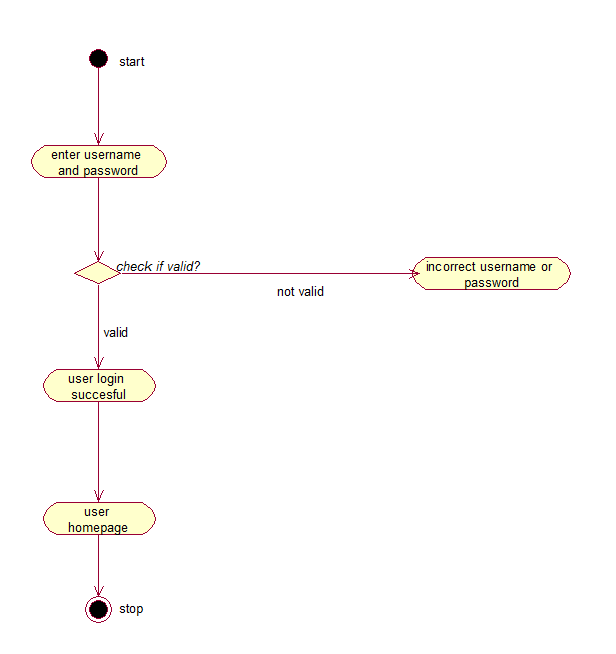 start
enter username
and password
check if valid?
incorrect username or
password
not valid
valid
user login
succesful
user
homepage
stop